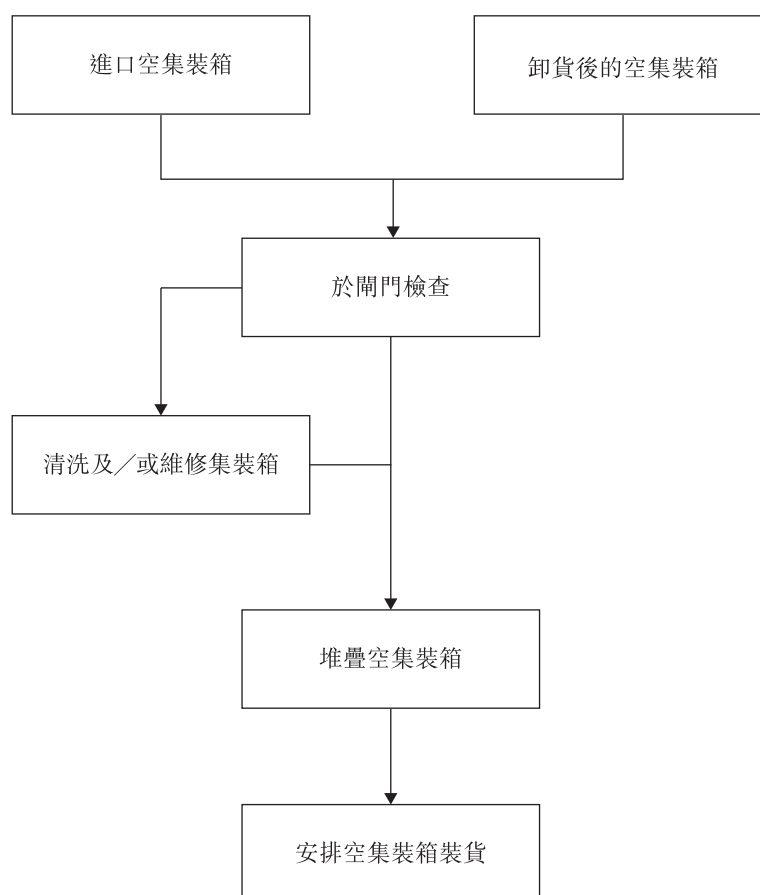 進口空集裝箱
卸貨後的空集裝箱
於閘門檢查
清洗及／或維修集裝箱
堆疊空集裝箱
安排空集裝箱裝貨